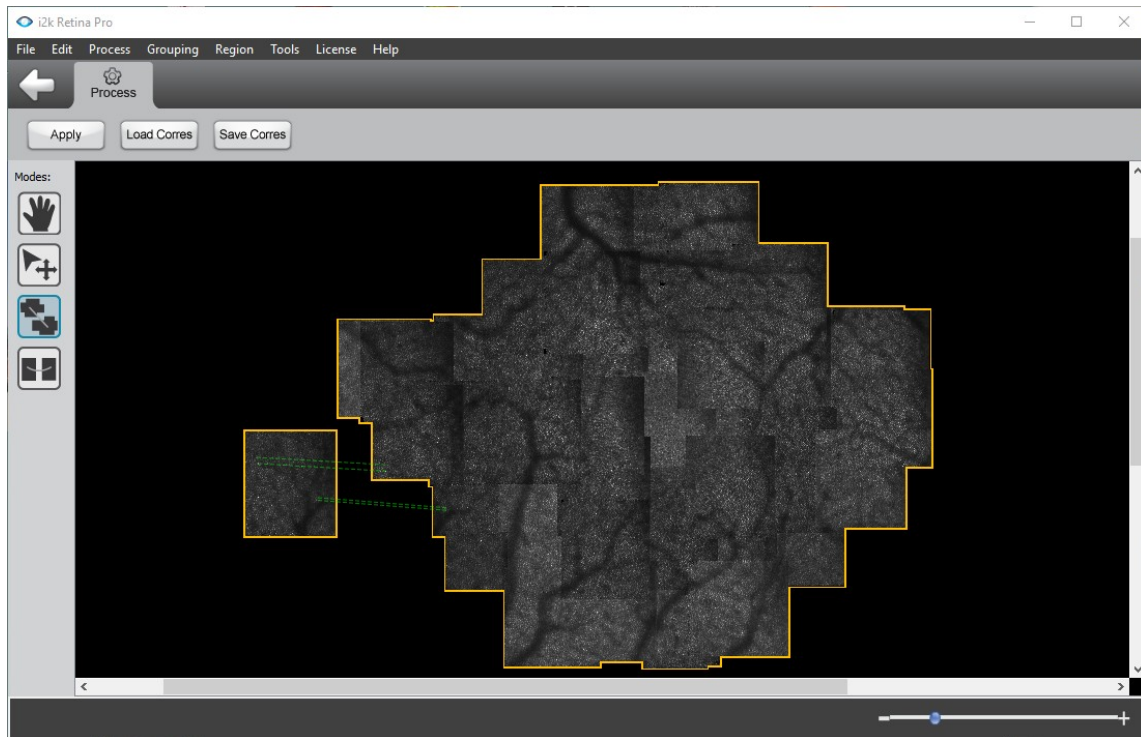 i2k Retina Pro
File Edit Process Grouping Region Tools License Help
Process
Apply Load Corres Save Corres
Modes: